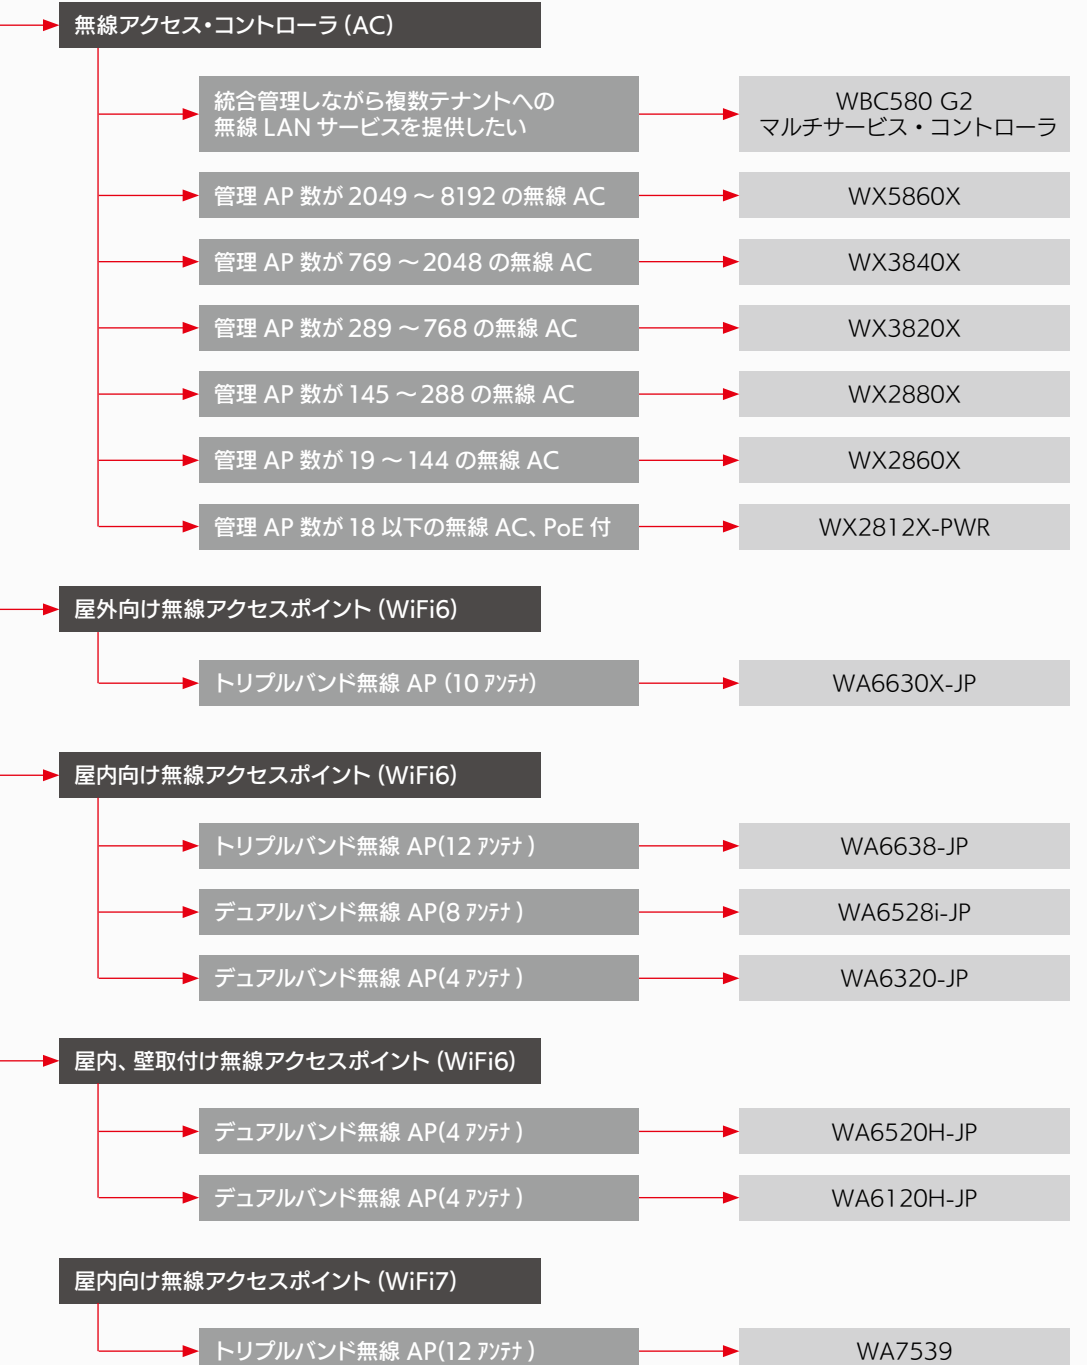 無線アクセス・コントローラ (AC)
統合管理しながら複数テナントへの
無線 LAN サービスを提供したい
WBC580 G2
マルチサービス・コントローラ
管理 AP 数が 2049 ～ 8192 の無線 AC
WX5860X
管理 AP 数が 769 ～ 2048 の無線 AC
WX3840X
管理 AP 数が 289 ～ 768 の無線 AC
WX3820X
管理 AP 数が 145 ～ 288 の無線 AC
WX2880X
管理 AP 数が 19 ～ 144 の無線 AC
WX2860X
管理 AP 数が 18 以下の無線 AC、PoE 付
WX2812X-PWR
屋外向け無線アクセスポイント (WiFi6)
トリプルバンド無線 AP (10 ｱﾝﾃﾅ)
WA6630X-JP
屋内向け無線アクセスポイント (WiFi6)
トリプルバンド無線 AP(12 ｱﾝﾃﾅ )
WA6638-JP
デュアルバンド無線 AP(8 ｱﾝﾃﾅ )
WA6528i-JP
デュアルバンド無線 AP(4 ｱﾝﾃﾅ )
WA6320-JP
屋内、壁取付け無線アクセスポイント (WiFi6)
デュアルバンド無線 AP(4 ｱﾝﾃﾅ )
WA6520H-JP
デュアルバンド無線 AP(4 ｱﾝﾃﾅ )
WA6120H-JP
屋内向け無線アクセスポイント (WiFi7)
トリプルバンド無線 AP(12 ｱﾝﾃﾅ )
WA7539